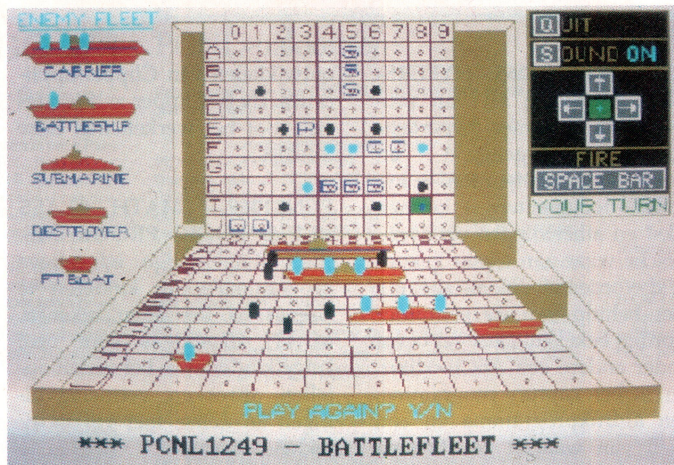 ENEMY FLEET
CARRIER
BATTLESHIP
SUBMARINE
DESTROYER
PT BOAT
0 1 2 3 4 5 6 7 8 9
A
B
C
D
E
F
G
H
I
J
QUIT
SOUND ON
FIRE
SPACE BAR
YOUR TURN
PLAY AGAIN? Y/N
*** PCNL1249 - BATTLEFLEET ***